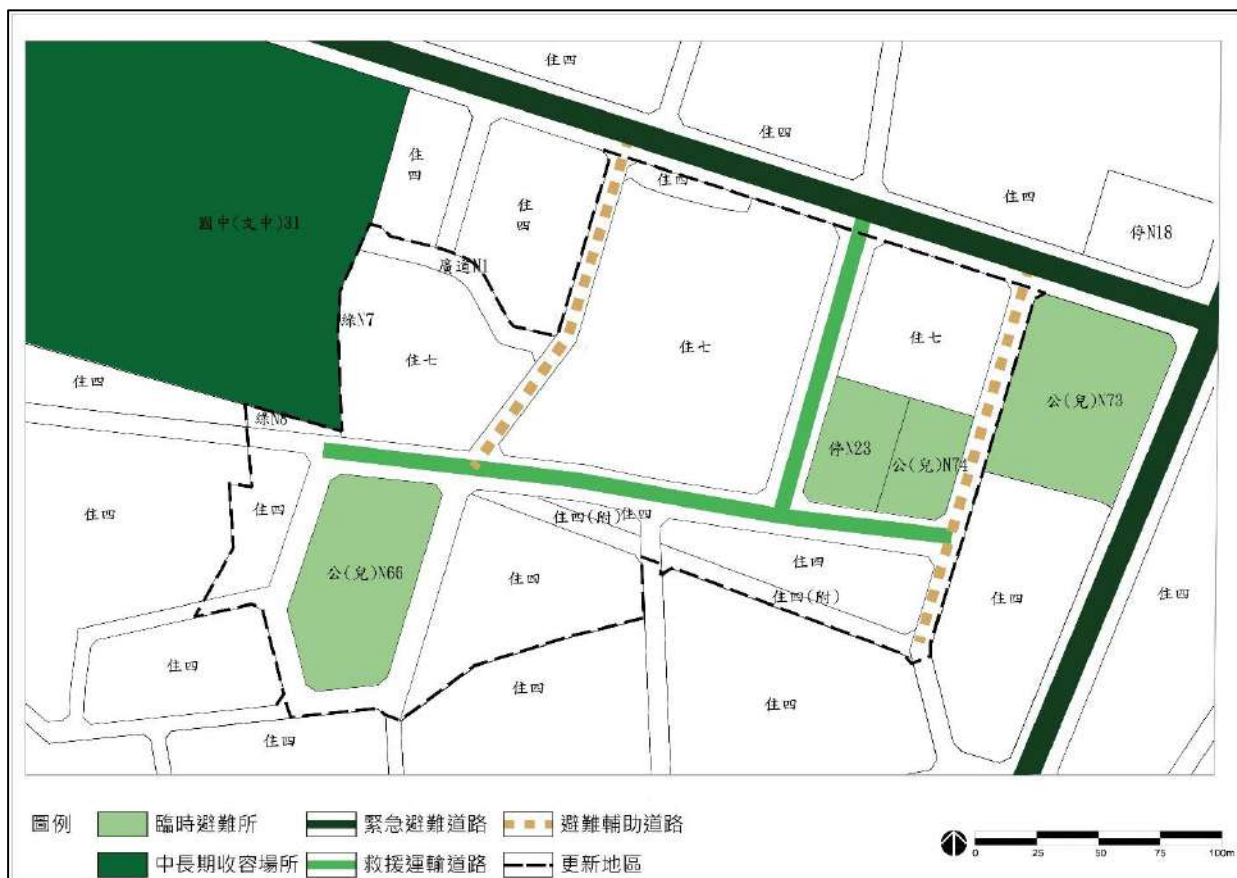 住四
住四
住四
住四
停N18
住四
住四
國中(文中)31
住四
廣道N1
綠N7
住七
住七
住七
公(兒)N73
住四
綠N8
停N23
公(兒)N74
住四
住四
住四(附)
住四
公(兒)N66
住四
住四
住四(附)
住四
住四
住四
住四
住四
住四
圖例
臨時避難所
緊急避難道路
避難輔助道路
中長期收容場所
救援運輸道路
更新地區
0 25 50 75 100m